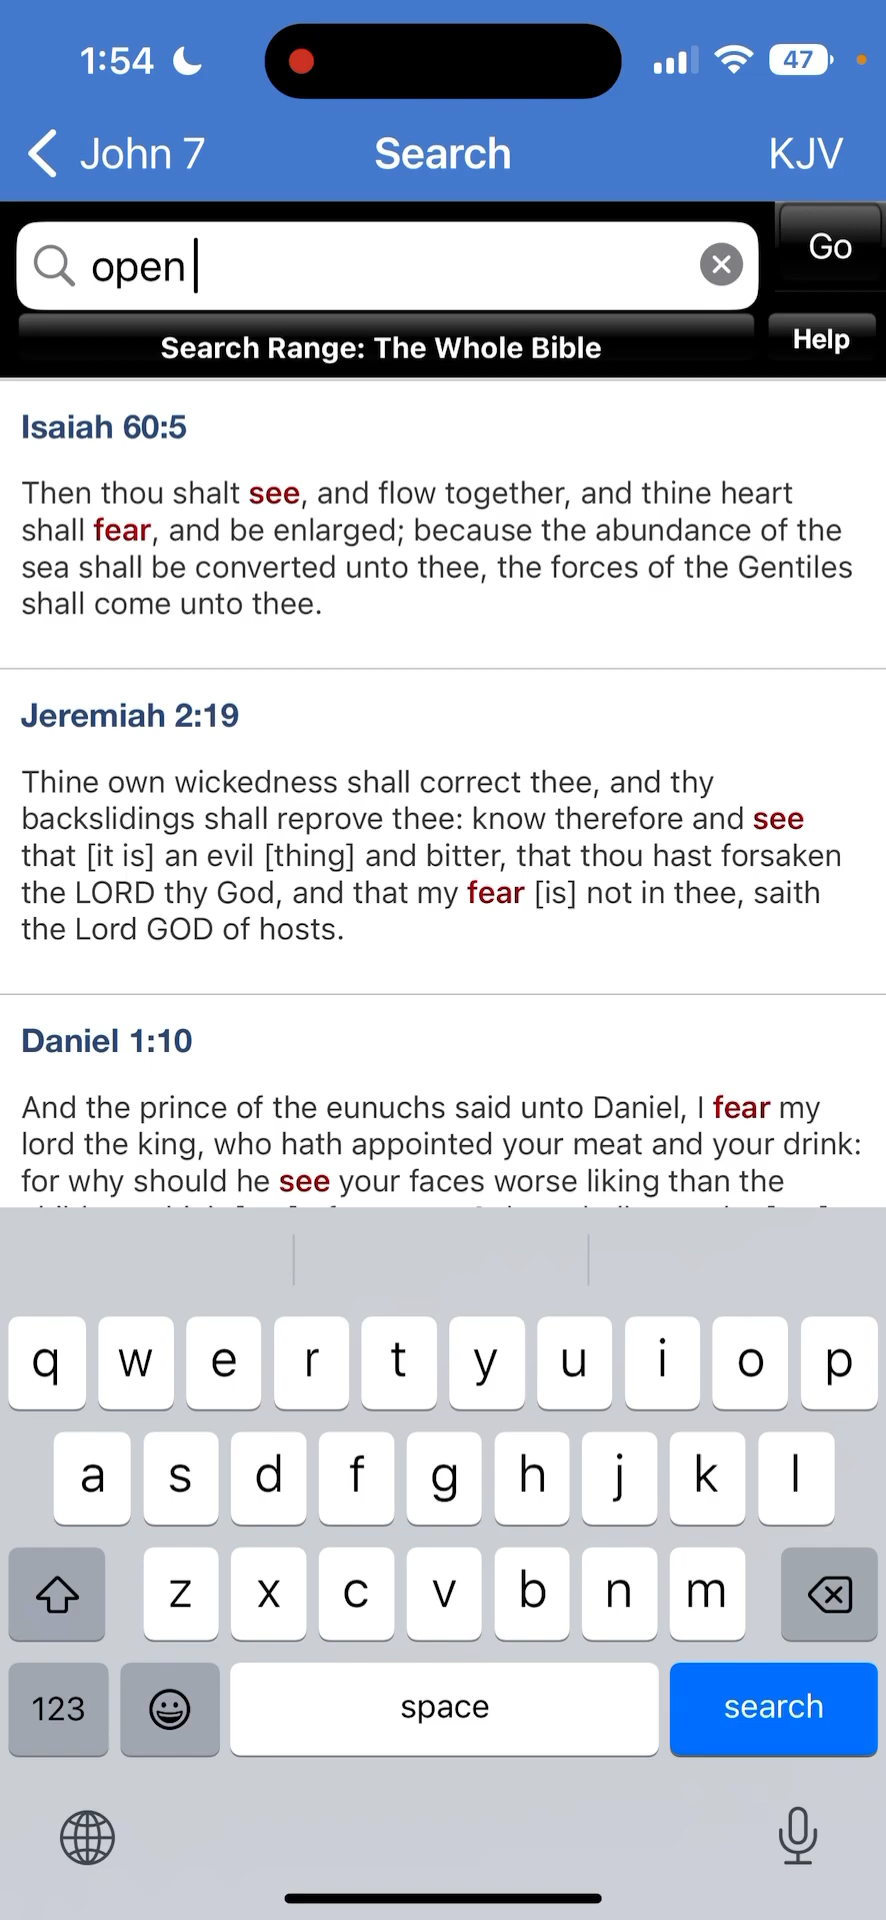 1:54
47
John 7
Search
KJV
open
Go
Search Range: The Whole Bible
Help
Isaiah 60:5
Then thou shalt see, and flow together, and thine heart
shall fear, and be enlarged; because the abundance of the
sea shall be converted unto thee, the forces of the Gentiles
shall come unto thee.
Jeremiah 2:19
Thine own wickedness shall correct thee, and thy
backslidings shall reprove thee: know therefore and see
that [it is] an evil [thing] and bitter, that thou hast forsaken
the LORD thy God, and that my fear [is] not in thee, saith
the Lord GOD of hosts.
Daniel 1:10
And the prince of the eunuchs said unto Daniel, I fear my
lord the king, who hath appointed your meat and your drink:
for why should he see your faces worse liking than the
q w e r t y u i o p
a s d f g h j k l
z x c v b n m
123 space search